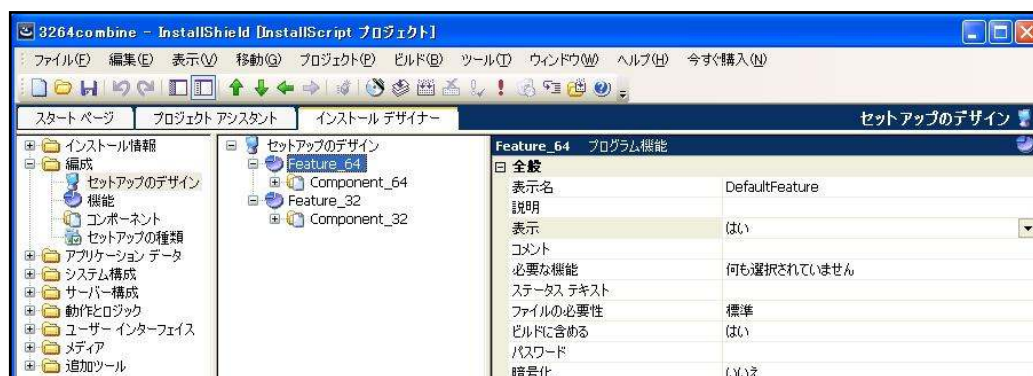 3264combine - InstallShield [InstallScript プロジェクト]
ファイル(F) 編集(E) 表示(V) 移動(G) プロジェクト(P) ビルド(B) ツール(T) ウィンドウ(W) ヘルプ(H) 今すぐ購入(N)
スタート ページ プロジェクト アシスタント インストール デザイナー セットアップのデザイン
インストール情報
編成
セットアップのデザイン
機能
コンポーネント
セットアップの種類
アプリケーション データ
システム構成
サーバー構成
動作とロジック
ユーザー インターフェイス
メディア
追加ツール
セットアップのデザイン
Feature_64
Component_64
Feature_32
Component_32
Feature_64 プログラム機能
全般
表示名 DefaultFeature
説明
表示 はい
コメント
必要な機能 何も選択されていません
ステータス テキスト
ファイルの必要性 標準
ビルドに含める はい
パスワード
暗号化 いいえ